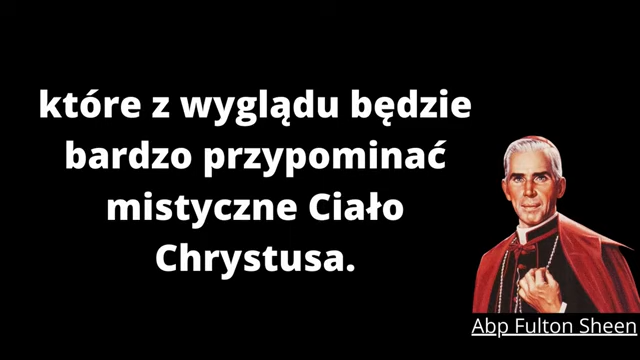 które z wyglądu będzie
bardzo przypominać
mistyczne Ciało
Chrystusa.
Abp Fulton Sheen